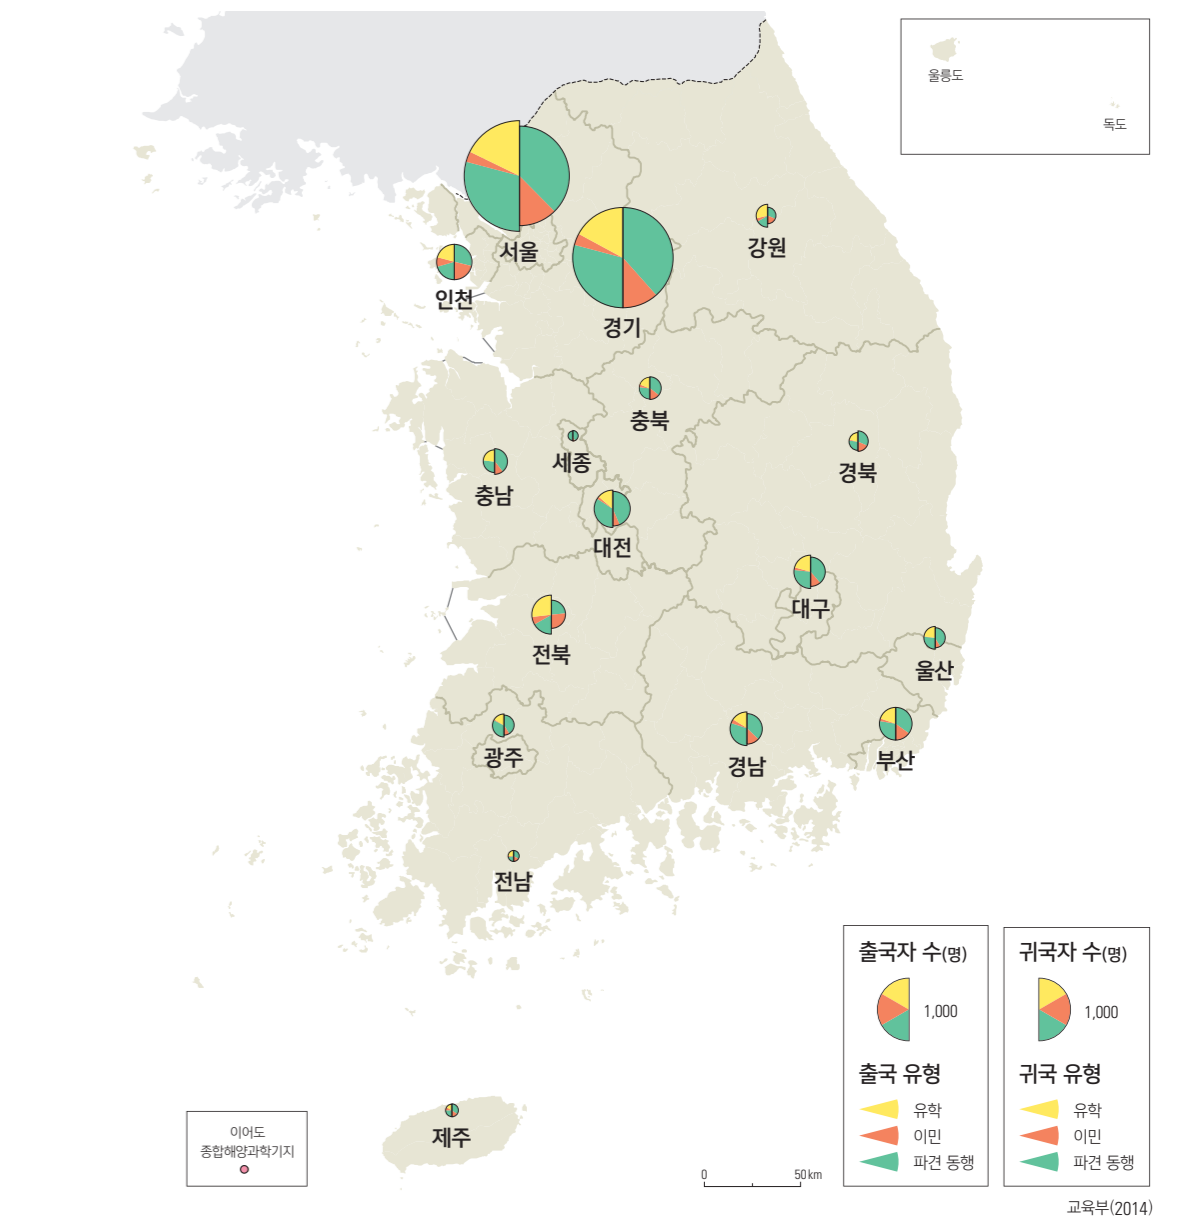 울릉도
독도
서울
강원
인천
경기
충북
세종
경북
충남
대전
대구
전북
울산
광주
경남
부산
전남
제주
이어도
종합해양과학기지
출국자 수(명)
1,000
출국 유형
유학
이민
파견 동행
귀국자 수(명)
1,000
귀국 유형
유학
이민
파견 동행
0 50 km
교육부(2014)